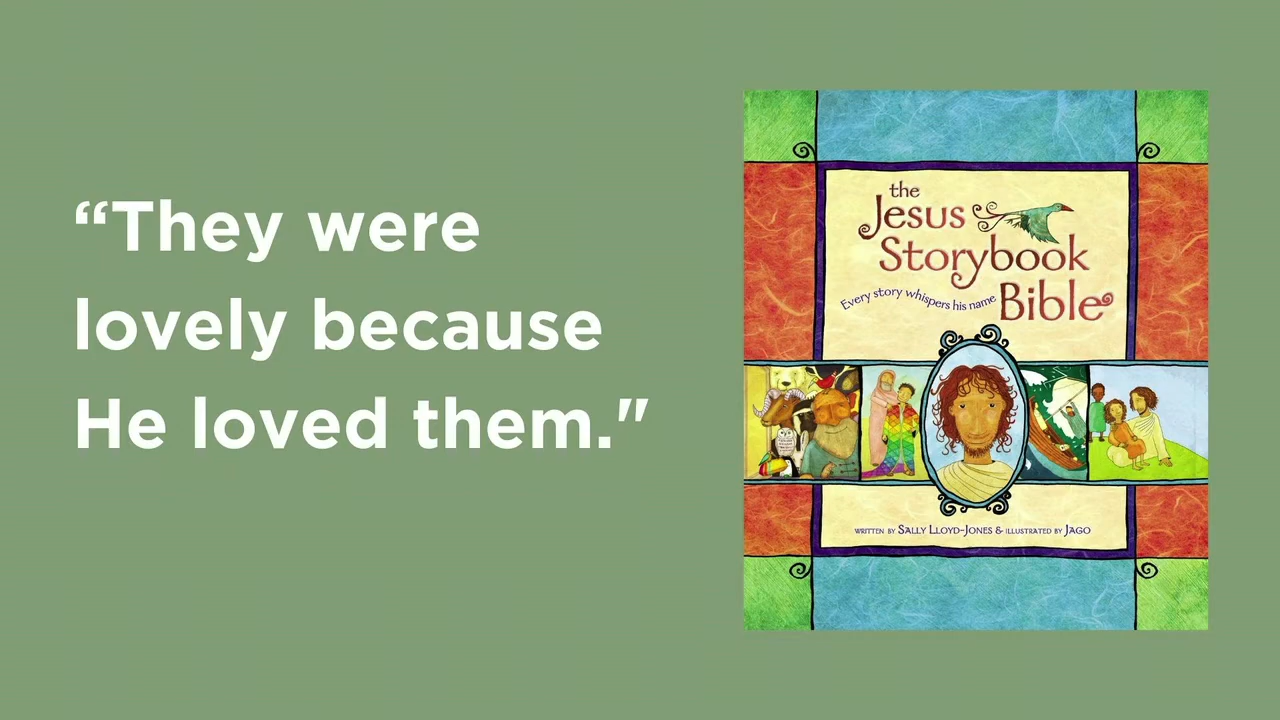 “They were
lovely because
He loved them."
the
Jesus
Storybook
Every story whispers his name
Bible
WRITTEN BY SALLY LLOYD-JONES & ILLUSTRATED BY JAGO